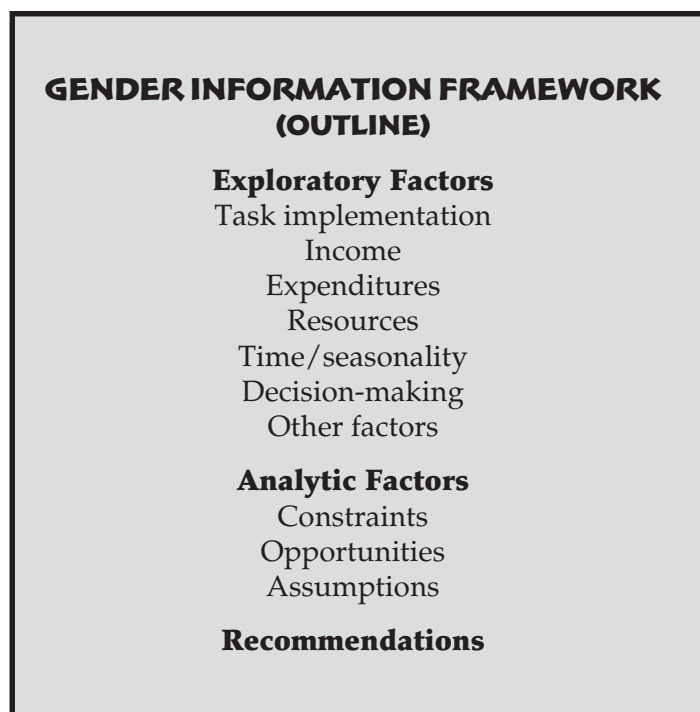 GENDER INFORMATION FRAMEWORK
(OUTLINE)
Exploratory Factors
Task implementation
Income
Expenditures
Resources
Time/seasonality
Decision-making
Other factors
Analytic Factors
Constraints
Opportunities
Assumptions
Recommendations